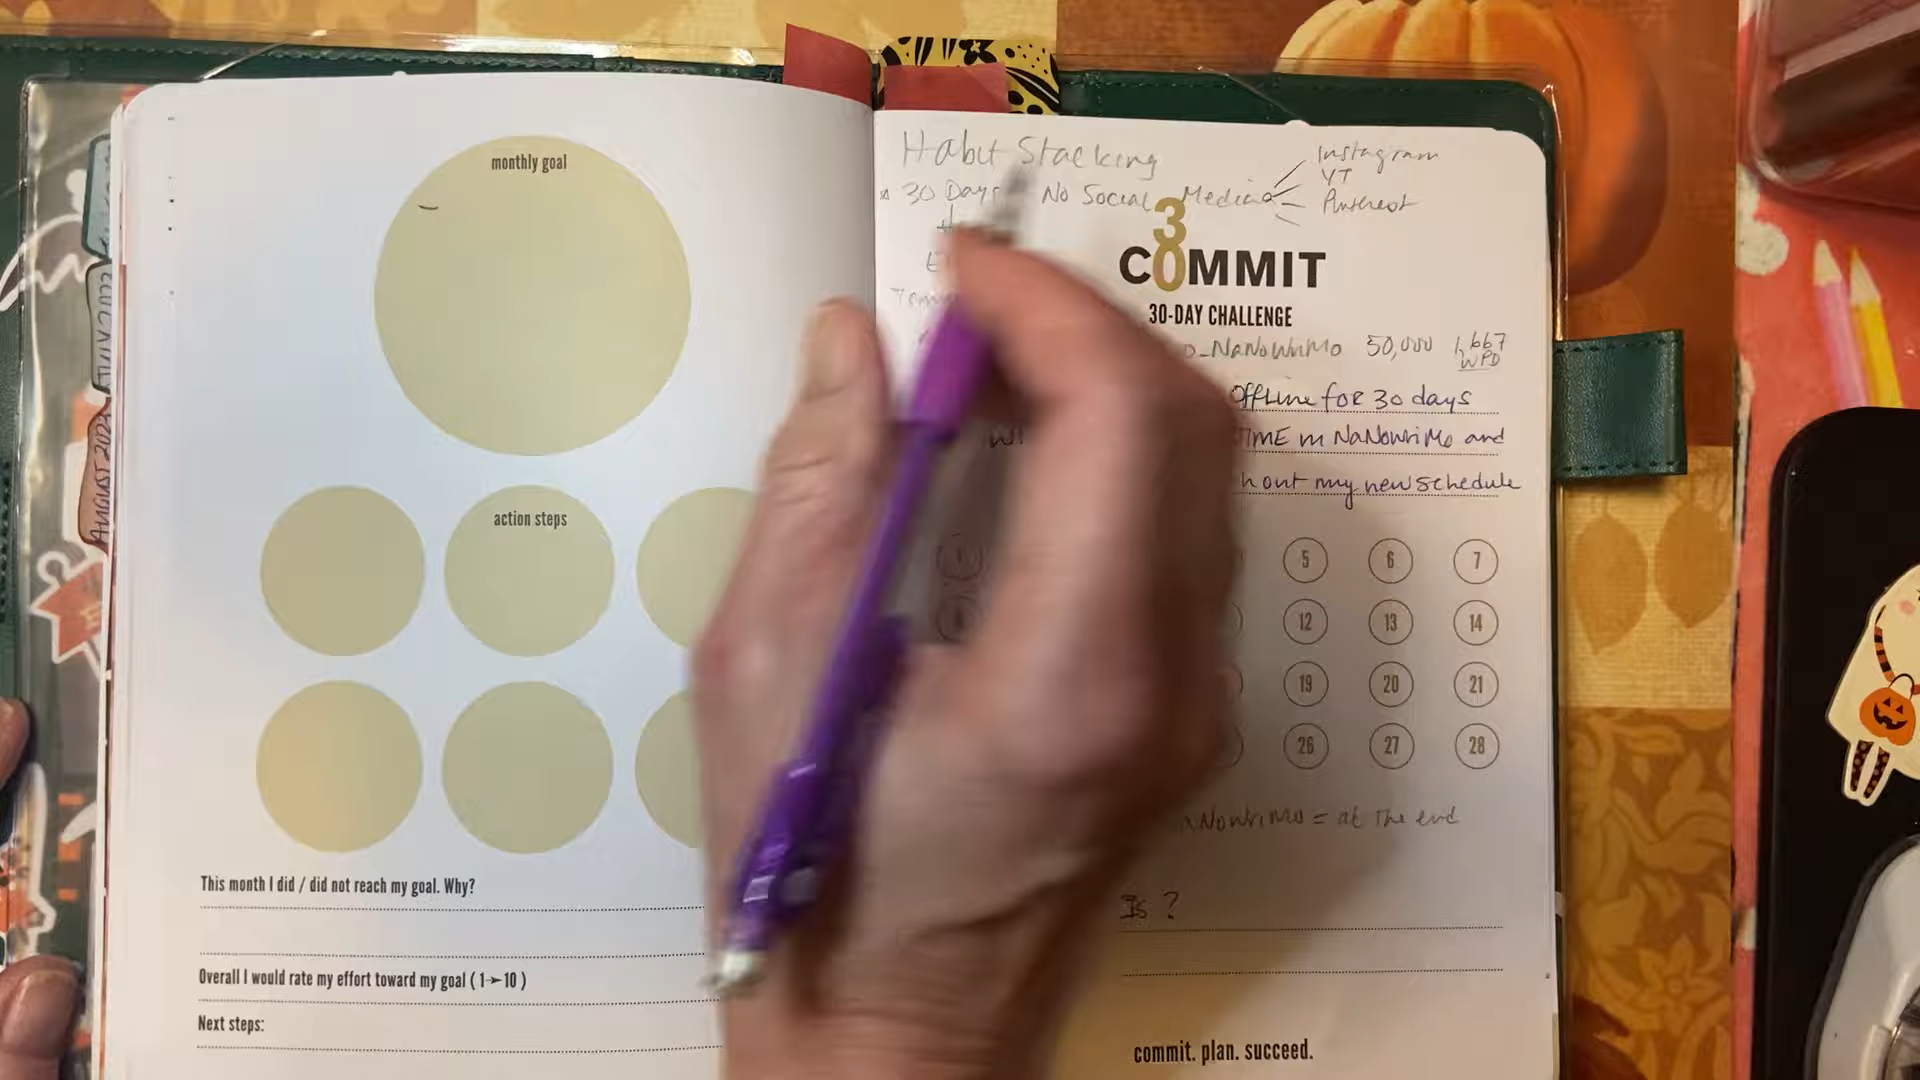 monthly goal
action steps
This month I did / did not reach my goal. Why?
Overall I would rate my effort toward my goal ( 1→10 )
Next steps:
Habit Stacking
30 Days No Social Media
Instagram
YT
Pinterest
30
COMMIT
30-DAY CHALLENGE
NaNoWriMo 50,000 1,667
WPD
Offline for 30 days
TIME in NaNoWriMo and
out my new schedule
5 6 7
12 13 14
19 20 21
26 27 28
NaNoWriMo = at The end
Is ?
commit. plan. succeed.
AUGUST 2023